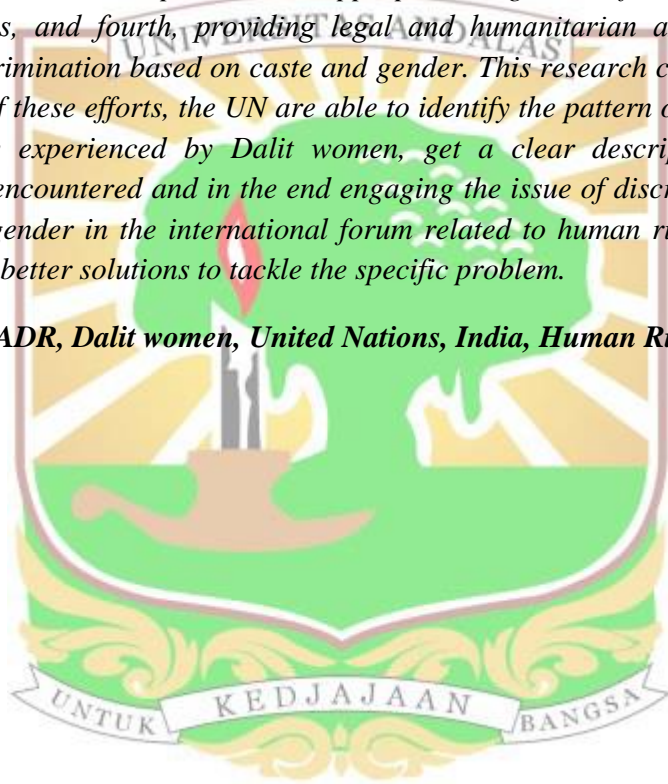 s, and fourth, providing legal and humanitarian a
UNIVERSITAS ANDALAS
rimination based on caste and gender. This research c
f these efforts, the UN are able to identify the pattern o
experienced by Dalit women, get a clear descrip
encountered and in the end engaging the issue of discr
gender in the international forum related to human ri
better solutions to tackle the specific problem.
ADR, Dalit women, United Nations, India, Human Ri
UNTUK KEDJAJAAN BANGSA